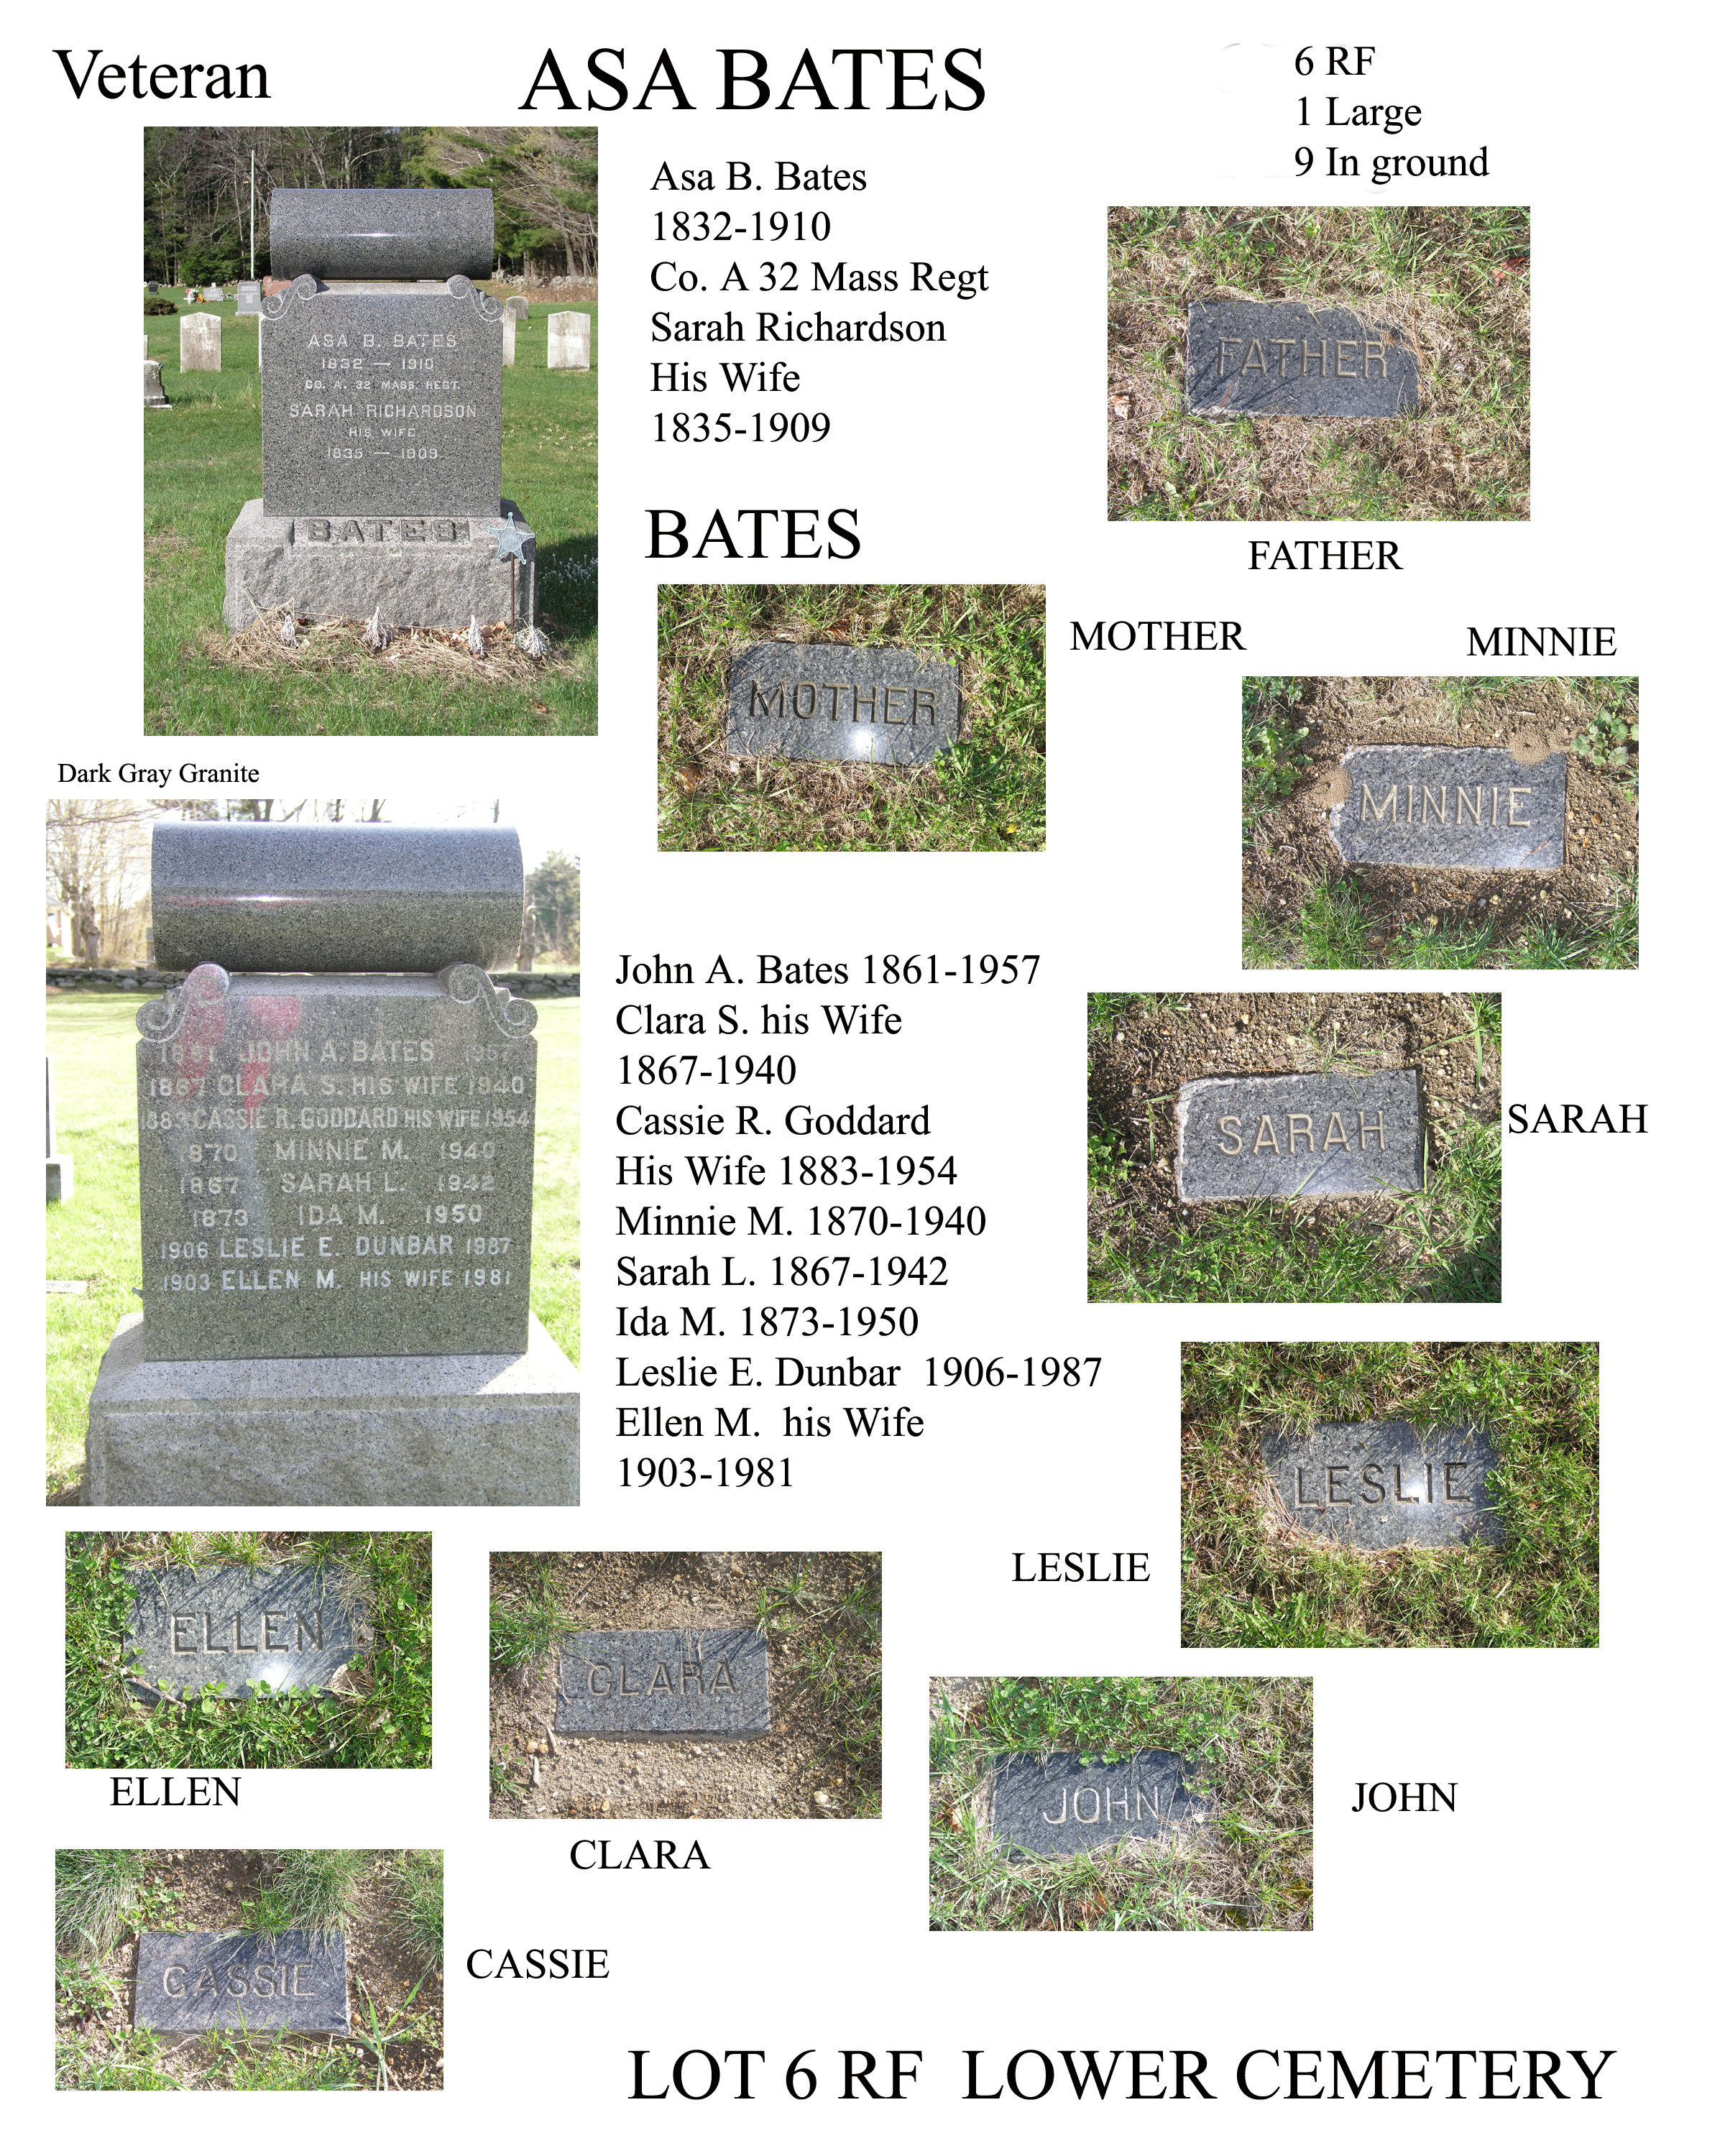 Veteran
ASA BATES
6 RF
1 Large
9 In ground
ASA B. BATES
1832 — 1910
CO. A. 32 MASS. REGT.
SARAH RICHARDSON
HIS WIFE
1835 — 1909
BATES
Asa B. Bates
1832-1910
Co. A 32 Mass Regt
Sarah Richardson
His Wife
1835-1909
BATES
FATHER
FATHER
MOTHER
MOTHER
MINNIE
MINNIE
Dark Gray Granite
1861 JOHN A. BATES 1957
1867 CLARA S. HIS WIFE 1940
1883 CASSIE R. GODDARD HIS WIFE 1954
1870 MINNIE M. 1940
1867 SARAH L. 1942
1873 IDA M. 1950
1906 LESLIE E. DUNBAR 1987
1903 ELLEN M. HIS WIFE 1981
John A. Bates 1861-1957
Clara S. his Wife
1867-1940
Cassie R. Goddard
His Wife 1883-1954
Minnie M. 1870-1940
Sarah L. 1867-1942
Ida M. 1873-1950
Leslie E. Dunbar 1906-1987
Ellen M. his Wife
1903-1981
SARAH
SARAH
LESLIE
LESLIE
ELLEN
ELLEN
CLARA
CLARA
JOHN
JOHN
CASSIE
CASSIE
LOT 6 RF LOWER CEMETERY